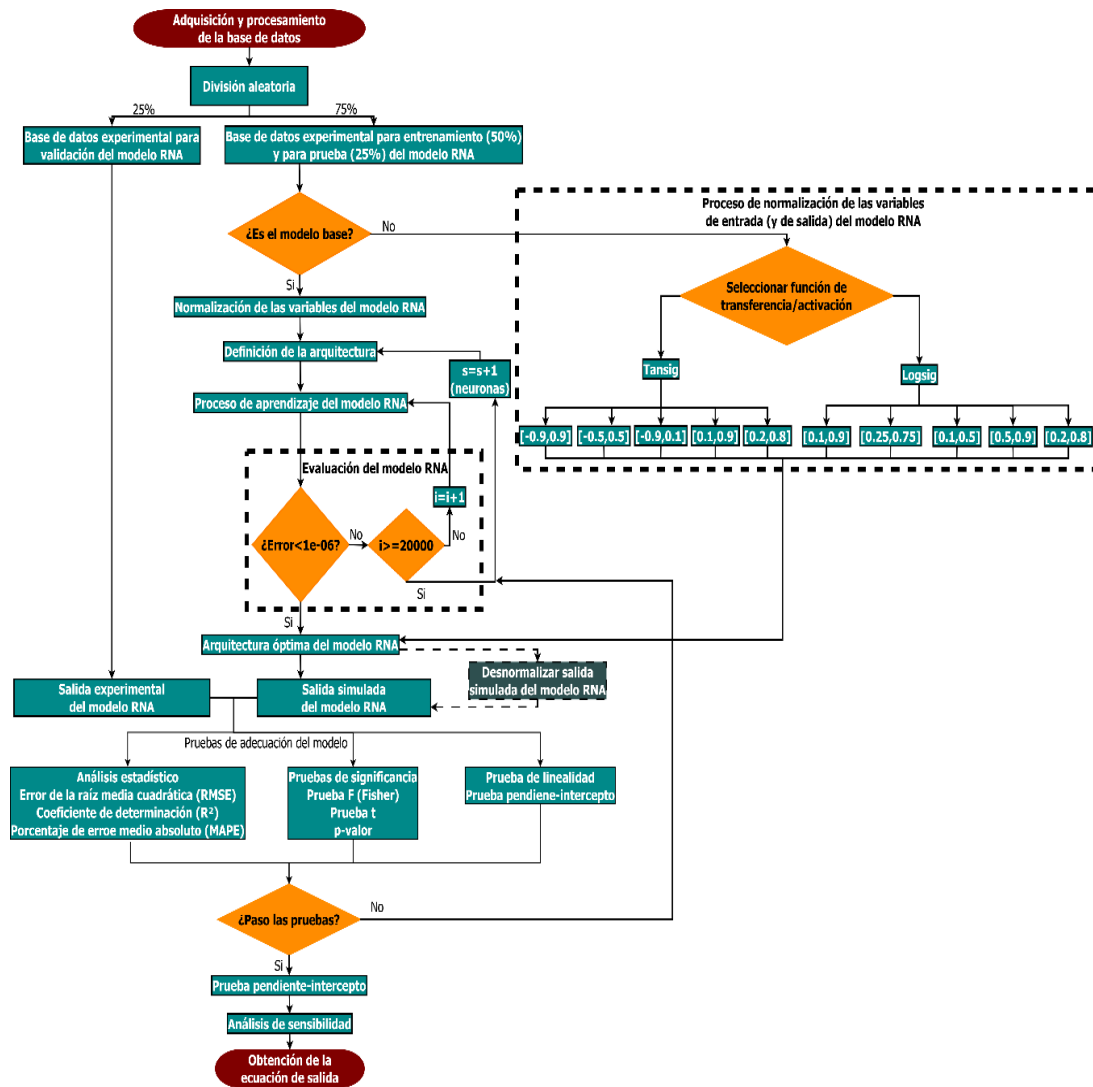 Adquisición y procesamiento
de la base de datos
División aleatoria
25%
75%
Base de datos experimental para
validación del modelo RNA
Base de datos experimental para entrenamiento (50%)
y para prueba (25%) del modelo RNA
¿Es el modelo base?
No
Si
Proceso de normalización de las variables
de entrada (y de salida) del modelo RNA
Seleccionar función de
transferencia/activación
Tansig
Logsig
[-0.9,0.9]
[-0.5,0.5]
[-0.9,0.1]
[0.1,0.9]
[0.2,0.8]
[0.1,0.9]
[0.25,0.75]
[0.1,0.5]
[0.5,0.9]
[0.2,0.8]
Normalización de las variables del modelo RNA
Definición de la arquitectura
s=s+1
(neuronas)
Proceso de aprendizaje del modelo RNA
Evaluación del modelo RNA
i=i+1
¿Error<1e-06?
No
i>=20000
No
Si
Si
Arquitectura óptima del modelo RNA
Desnormalizar salida
simulada del modelo RNA
Salida experimental
del modelo RNA
Salida simulada
del modelo RNA
Pruebas de adecuación del modelo
Análisis estadístico
Error de la raíz media cuadrática (RMSE)
Coeficiente de determinación (R²)
Porcentaje de erroe medio absoluto (MAPE)
Pruebas de significancia
Prueba F (Fisher)
Prueba t
p-valor
Prueba de linealidad
Prueba pendiene-intercepto
¿Paso las pruebas?
No
Si
Prueba pendiente-intercepto
Análisis de sensibilidad
Obtención de la
ecuación de salida